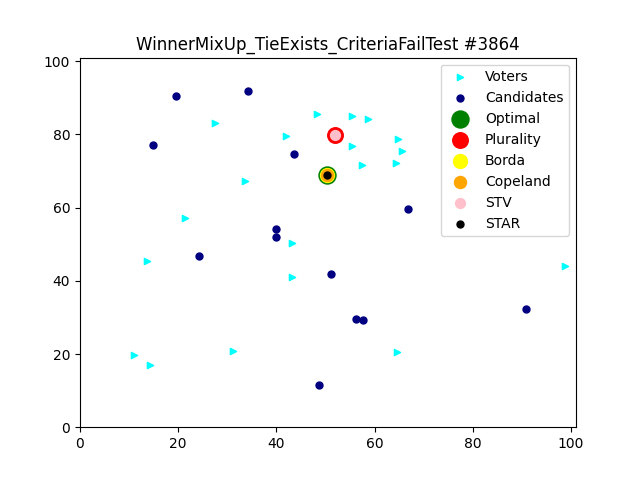 WinnerMixUp_TieExists_CriteriaFailTest #3864
100
80
60
40
20
0
0 20 40 60 80 100
Voters
Candidates
Optimal
Plurality
Borda
Copeland
STV
STAR